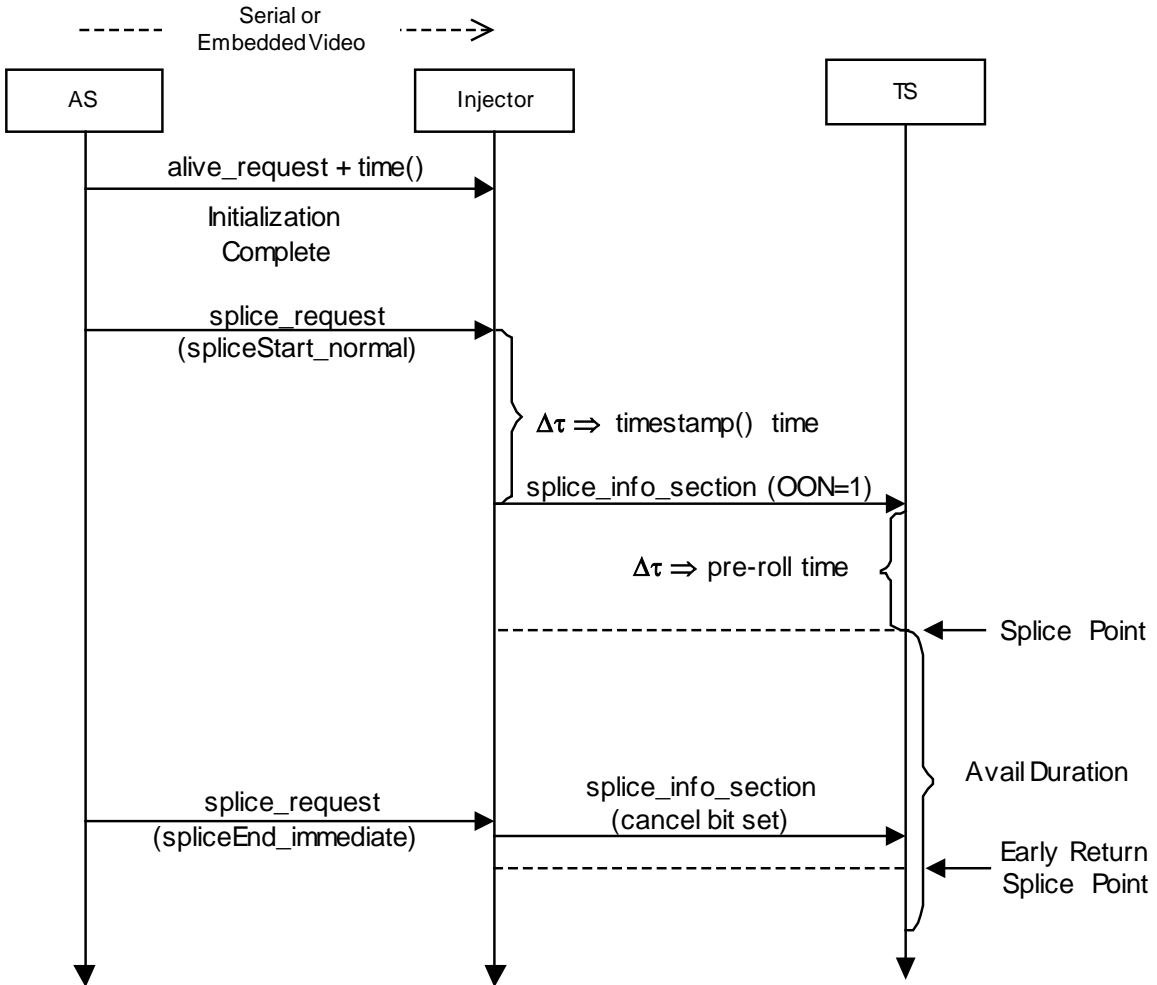 Serial or
Embedded Video
AS
Injector
TS
alive_request + time()
Initialization
Complete
splice_request
(spliceStart_normal)
Δτ ⇒ timestamp() time
splice_info_section (OON=1)
Δτ ⇒ pre-roll time
Splice Point
Avail Duration
splice_request
(spliceEnd_immediate)
splice_info_section
(cancel bit set)
Early Return
Splice Point